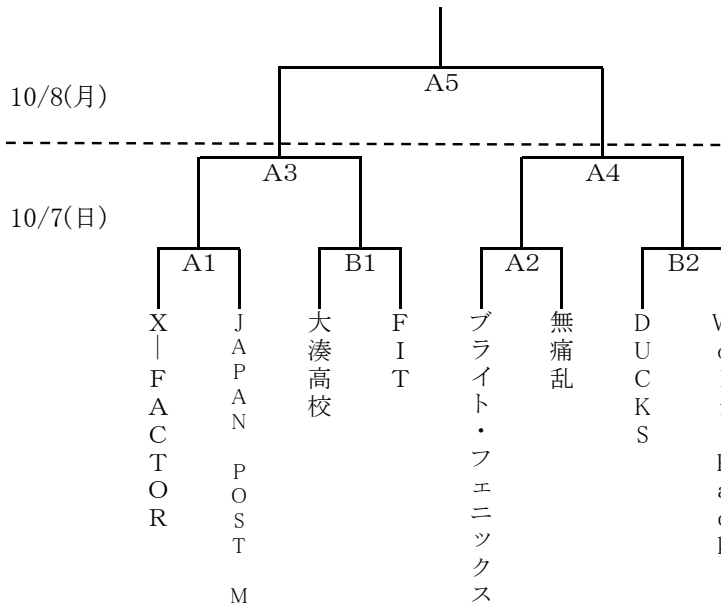 A5
10/8(月)
A3
A4
10/7(日)
A1
B1
A2
B2
X―FACTOR
JAPAN POST M
大湊高校
FIT
ブライト・フェニックス
無痛乱
DUCKS